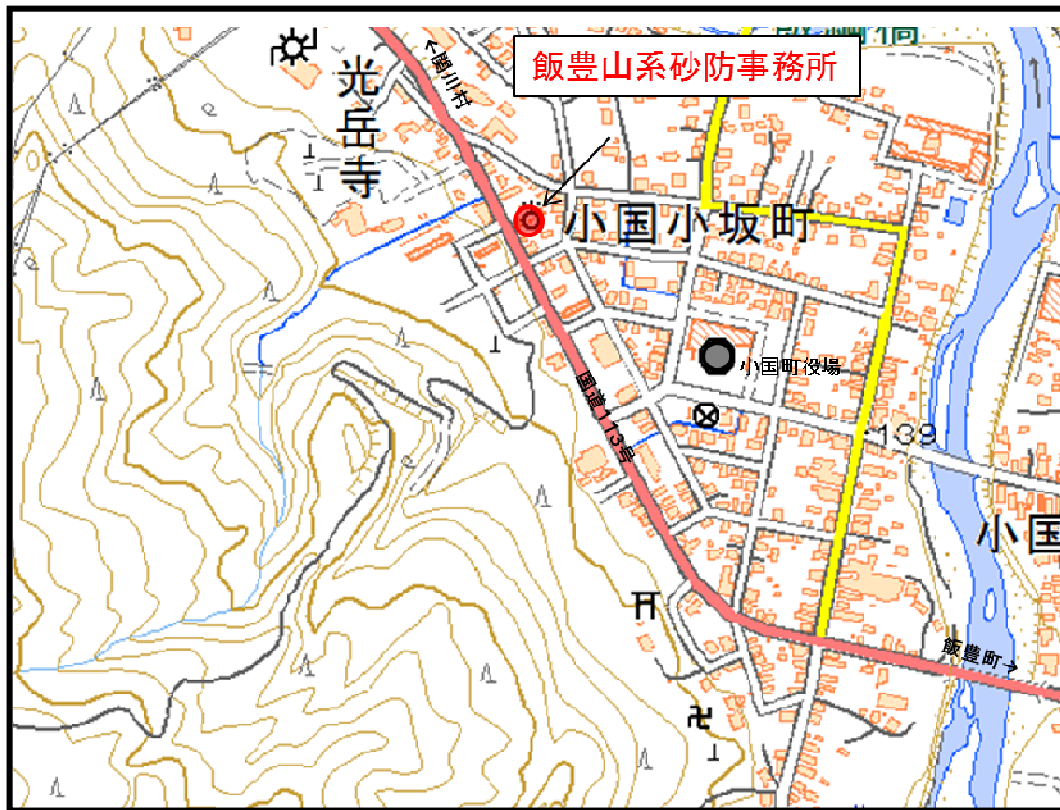 飯豊山系砂防事務所
←関川村
光岳寺
小国小坂町
小国町役場
国道113号
139
小国
飯豊町→